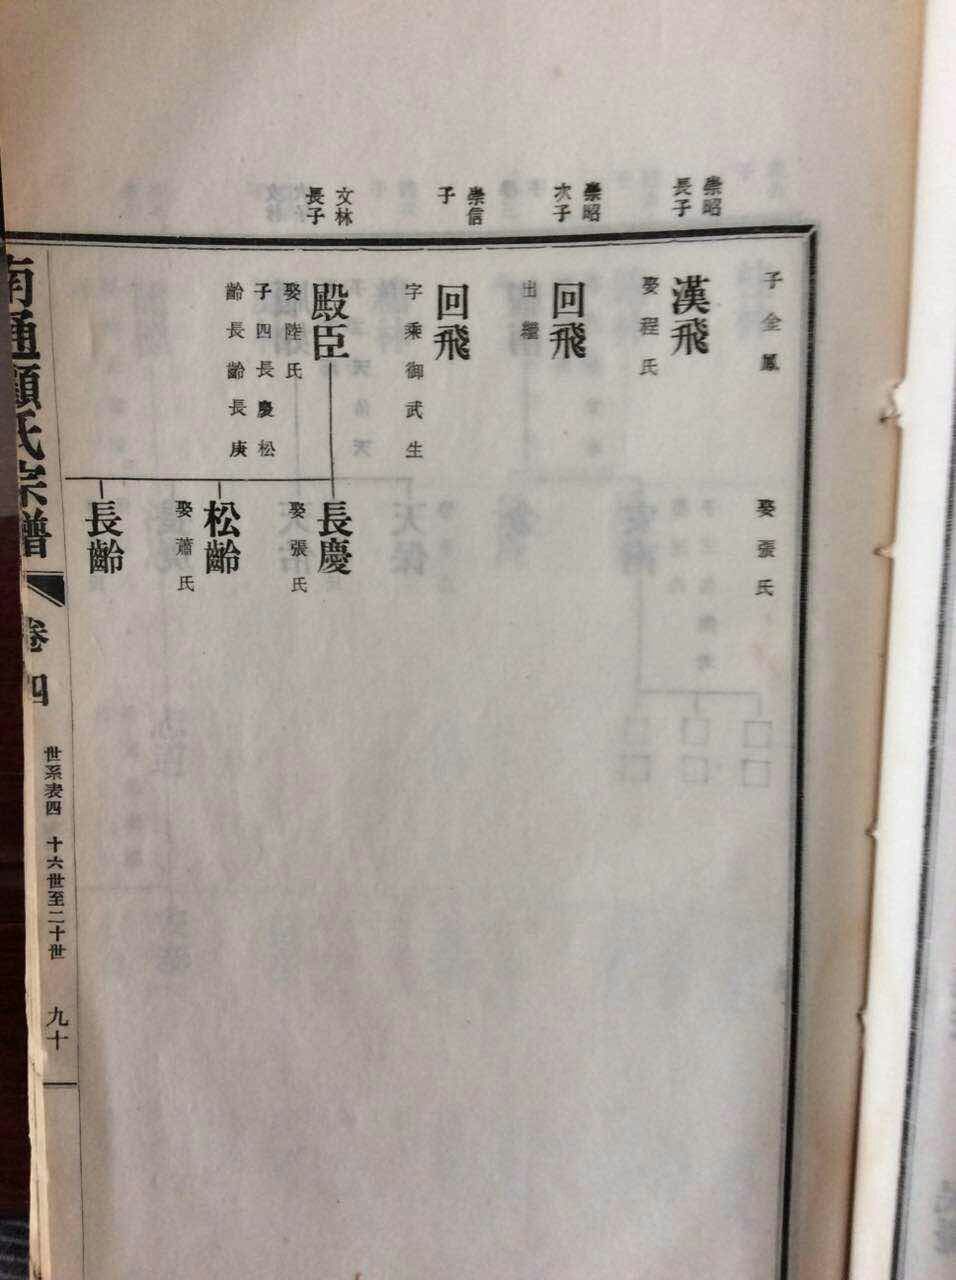 子金鳳
娶張氏
崇昭
長子
漢飛
娶程氏
崇昭
次子
回飛
出繼
崇信
子
回飛
字乘御武生
文林
長子
殿臣
娶陸氏
子四長慶松
齡長齡長庚
長慶
娶張氏
松齡
娶蕭氏
長齡
南通顧氏宗譜
卷四
世系表四 十六世至二十世
九十